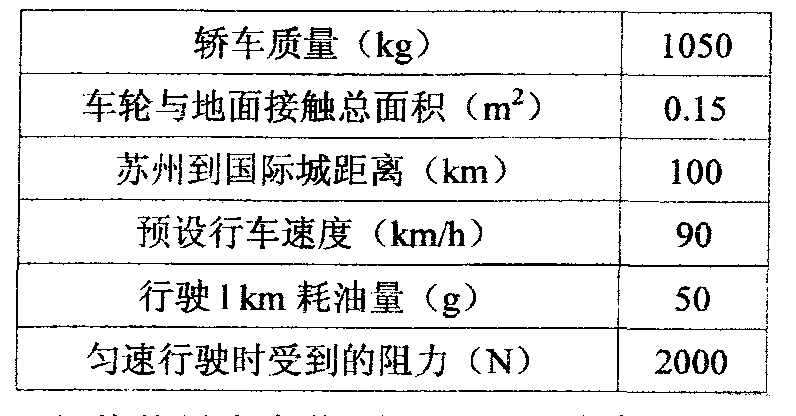 轿车质量（kg） 1050
车轮与地面接触总面积（m²） 0.15
苏州到国际城距离（km） 100
预设行车速度（km/h） 90
行驶1km耗油量（g） 50
匀速行驶时受到的阻力（N） 2000